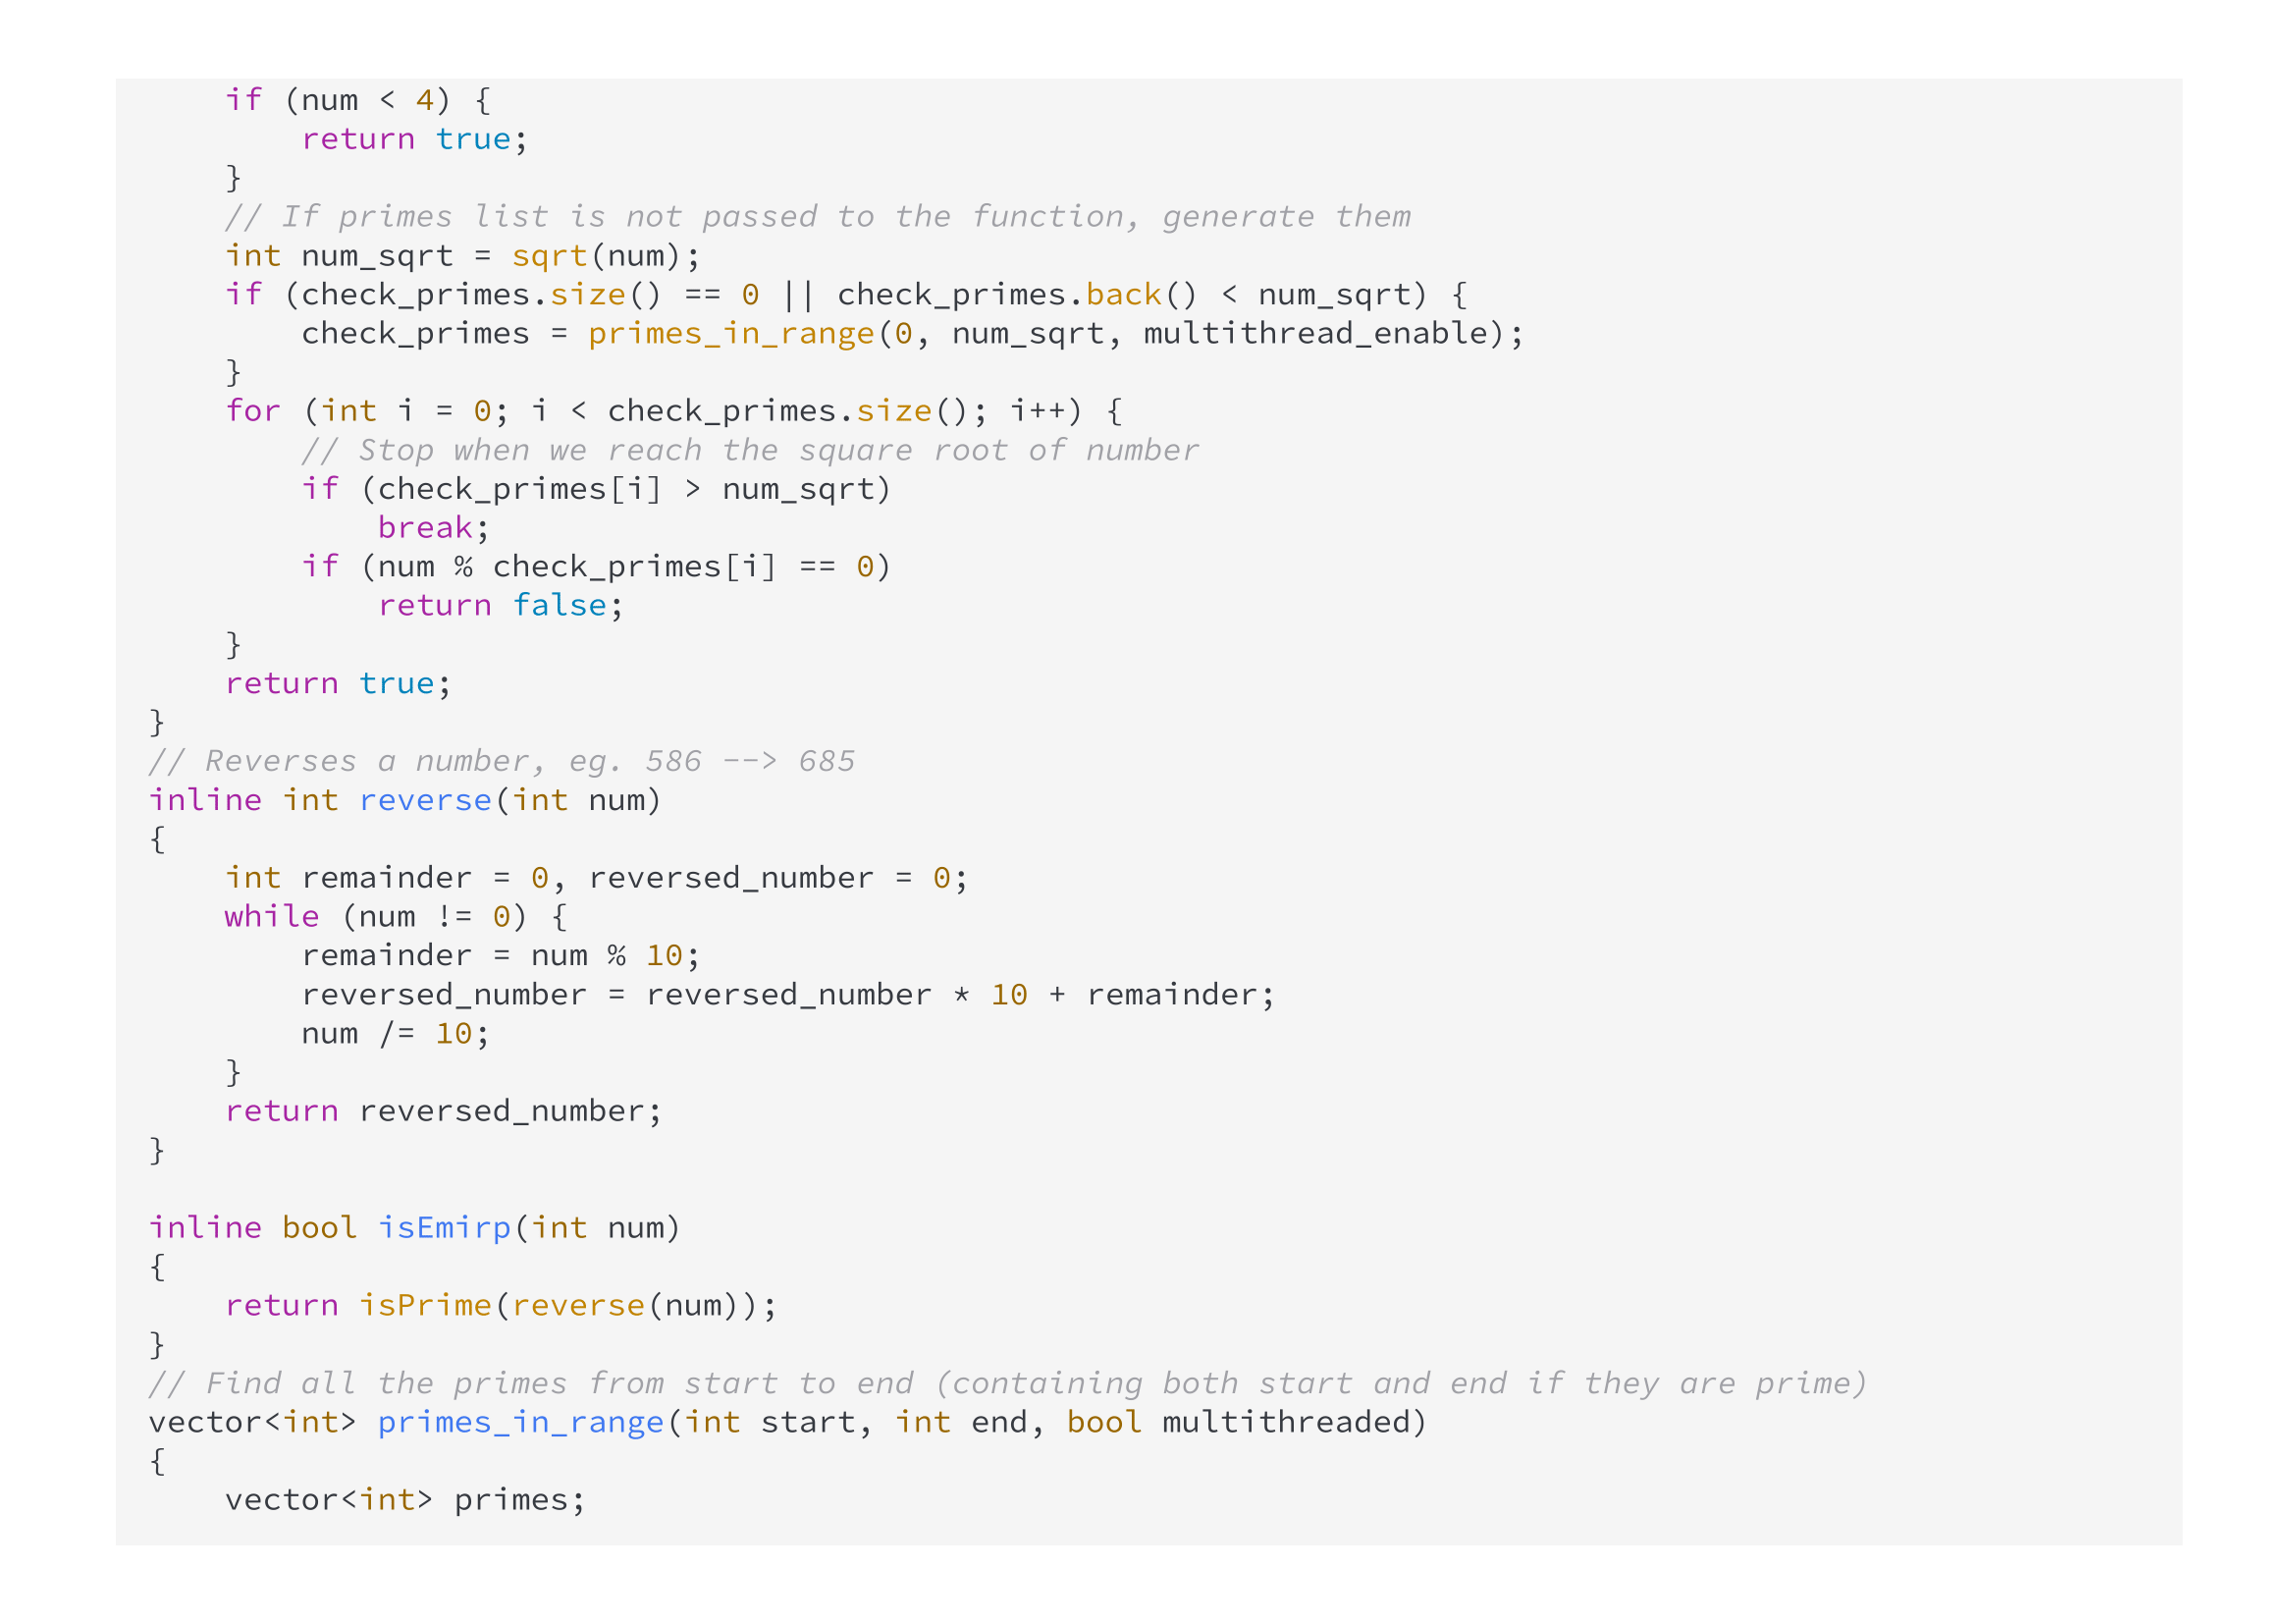 if (num < 4) {
        return true;
    }
    // If primes list is not passed to the function, generate them
    int num_sqrt = sqrt(num);
    if (check_primes.size() == 0 || check_primes.back() < num_sqrt) {
        check_primes = primes_in_range(0, num_sqrt, multithread_enable);
    }
    for (int i = 0; i < check_primes.size(); i++) {
        // Stop when we reach the square root of number
        if (check_primes[i] > num_sqrt)
            break;
        if (num % check_primes[i] == 0)
            return false;
    }
    return true;
}
// Reverses a number, eg. 586 --> 685
inline int reverse(int num)
{
    int remainder = 0, reversed_number = 0;
    while (num != 0) {
        remainder = num % 10;
        reversed_number = reversed_number * 10 + remainder;
        num /= 10;
    }
    return reversed_number;
}

inline bool isEmirp(int num)
{
    return isPrime(reverse(num));
}
// Find all the primes from start to end (containing both start and end if they are prime)
vector<int> primes_in_range(int start, int end, bool multithreaded)
{
    vector<int> primes;